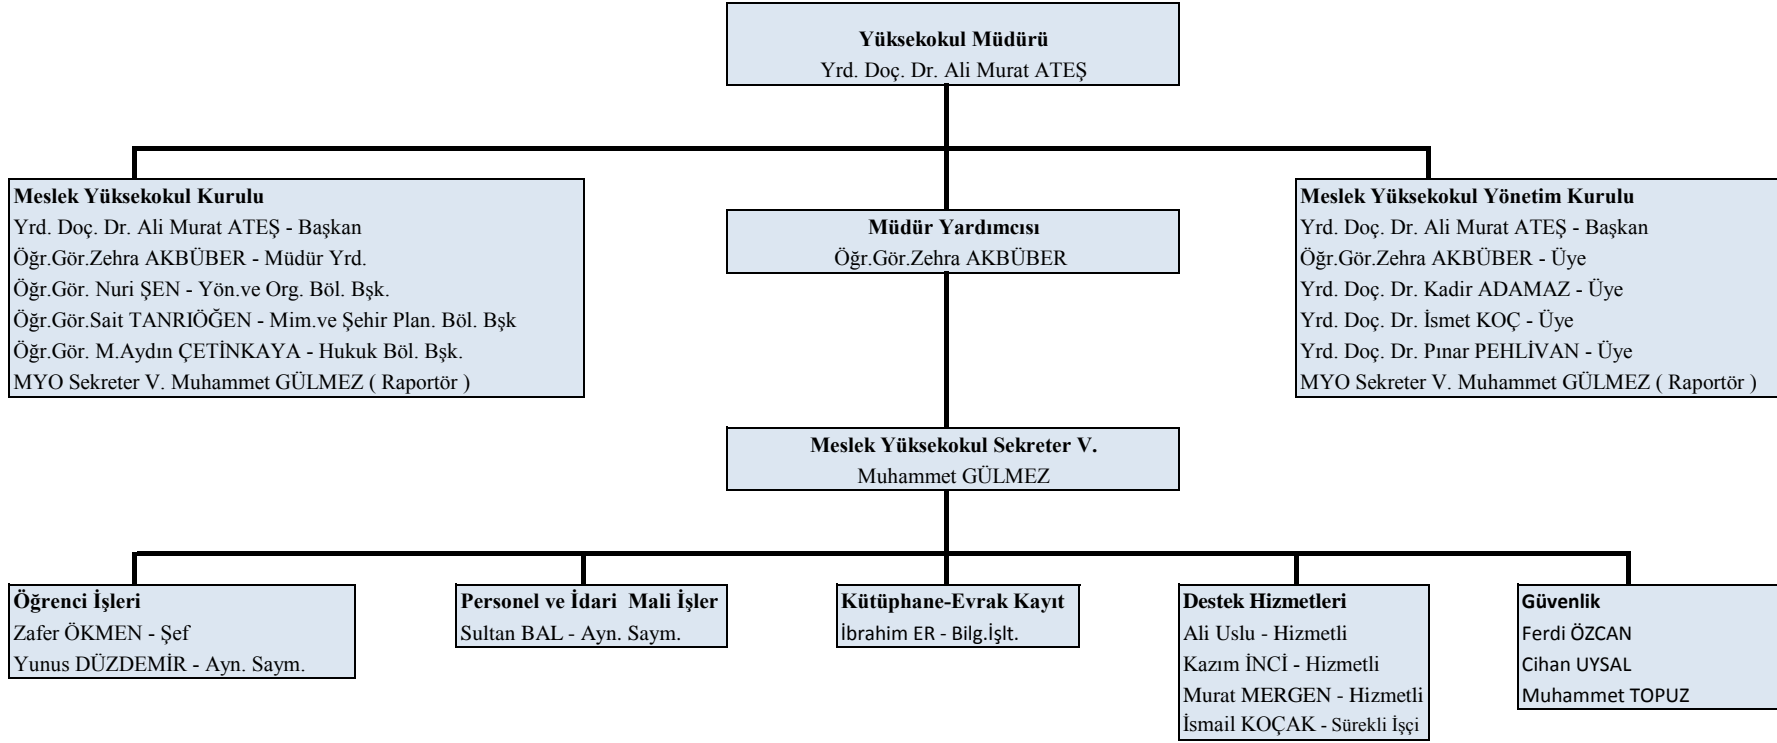 Yüksekokul Müdürü
Yrd. Doç. Dr. Ali Murat ATEŞ
Meslek Yüksekokul Kurulu
Yrd. Doç. Dr. Ali Murat ATEŞ - Başkan
Öğr.Gör.Zehra AKBÜBER - Müdür Yrd.
Öğr.Gör. Nuri ŞEN - Yön.ve Org. Böl. Bşk.
Öğr.Gör.Sait TANRIÖĞEN - Mim.ve Şehir Plan. Böl. Bşk
Öğr.Gör. M.Aydın ÇETİNKAYA - Hukuk Böl. Bşk.
MYO Sekreter V. Muhammet GÜLMEZ ( Raportör )
Müdür Yardımcısı
Öğr.Gör.Zehra AKBÜBER
Meslek Yüksekokul Yönetim Kurulu
Yrd. Doç. Dr. Ali Murat ATEŞ - Başkan
Öğr.Gör.Zehra AKBÜBER - Üye
Yrd. Doç. Dr. Kadir ADAMAZ - Üye
Yrd. Doç. Dr. İsmet KOÇ - Üye
Yrd. Doç. Dr. Pınar PEHLİVAN - Üye
MYO Sekreter V. Muhammet GÜLMEZ ( Raportör )
Meslek Yüksekokul Sekreter V.
Muhammet GÜLMEZ
Öğrenci İşleri
Zafer ÖKMEN - Şef
Yunus DÜZDEMİR - Ayn. Saym.
Personel ve İdari  Mali İşler
Sultan BAL - Ayn. Saym.
Kütüphane-Evrak Kayıt
İbrahim ER - Bilg.İşlt.
Destek Hizmetleri
Ali Uslu - Hizmetli
Kazım İNCİ - Hizmetli
Murat MERGEN - Hizmetli
İsmail KOÇAK - Sürekli İşçi
Güvenlik
Ferdi ÖZCAN
Cihan UYSAL
Muhammet TOPUZ